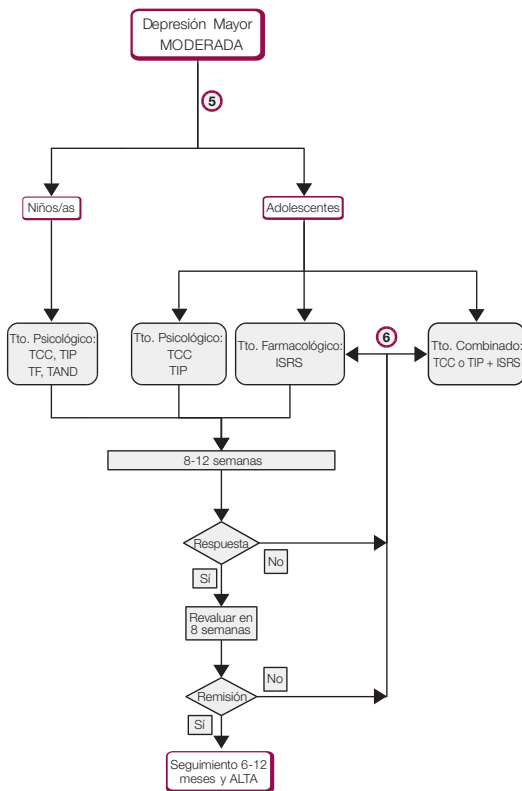 Depresión Mayor
MODERADA
5
Niños/as
Adolescentes
Tto. Psicológico:
TCC, TIP
TF, TAND
Tto. Psicológico:
TCC
TIP
Tto. Farmacológico:
ISRS
6
Tto. Combinado:
TCC o TIP + ISRS
8-12 semanas
Respuesta
No
Sí
Revaluar en
8 semanas
Remisión
No
Sí
Seguimiento 6-12
meses y ALTA